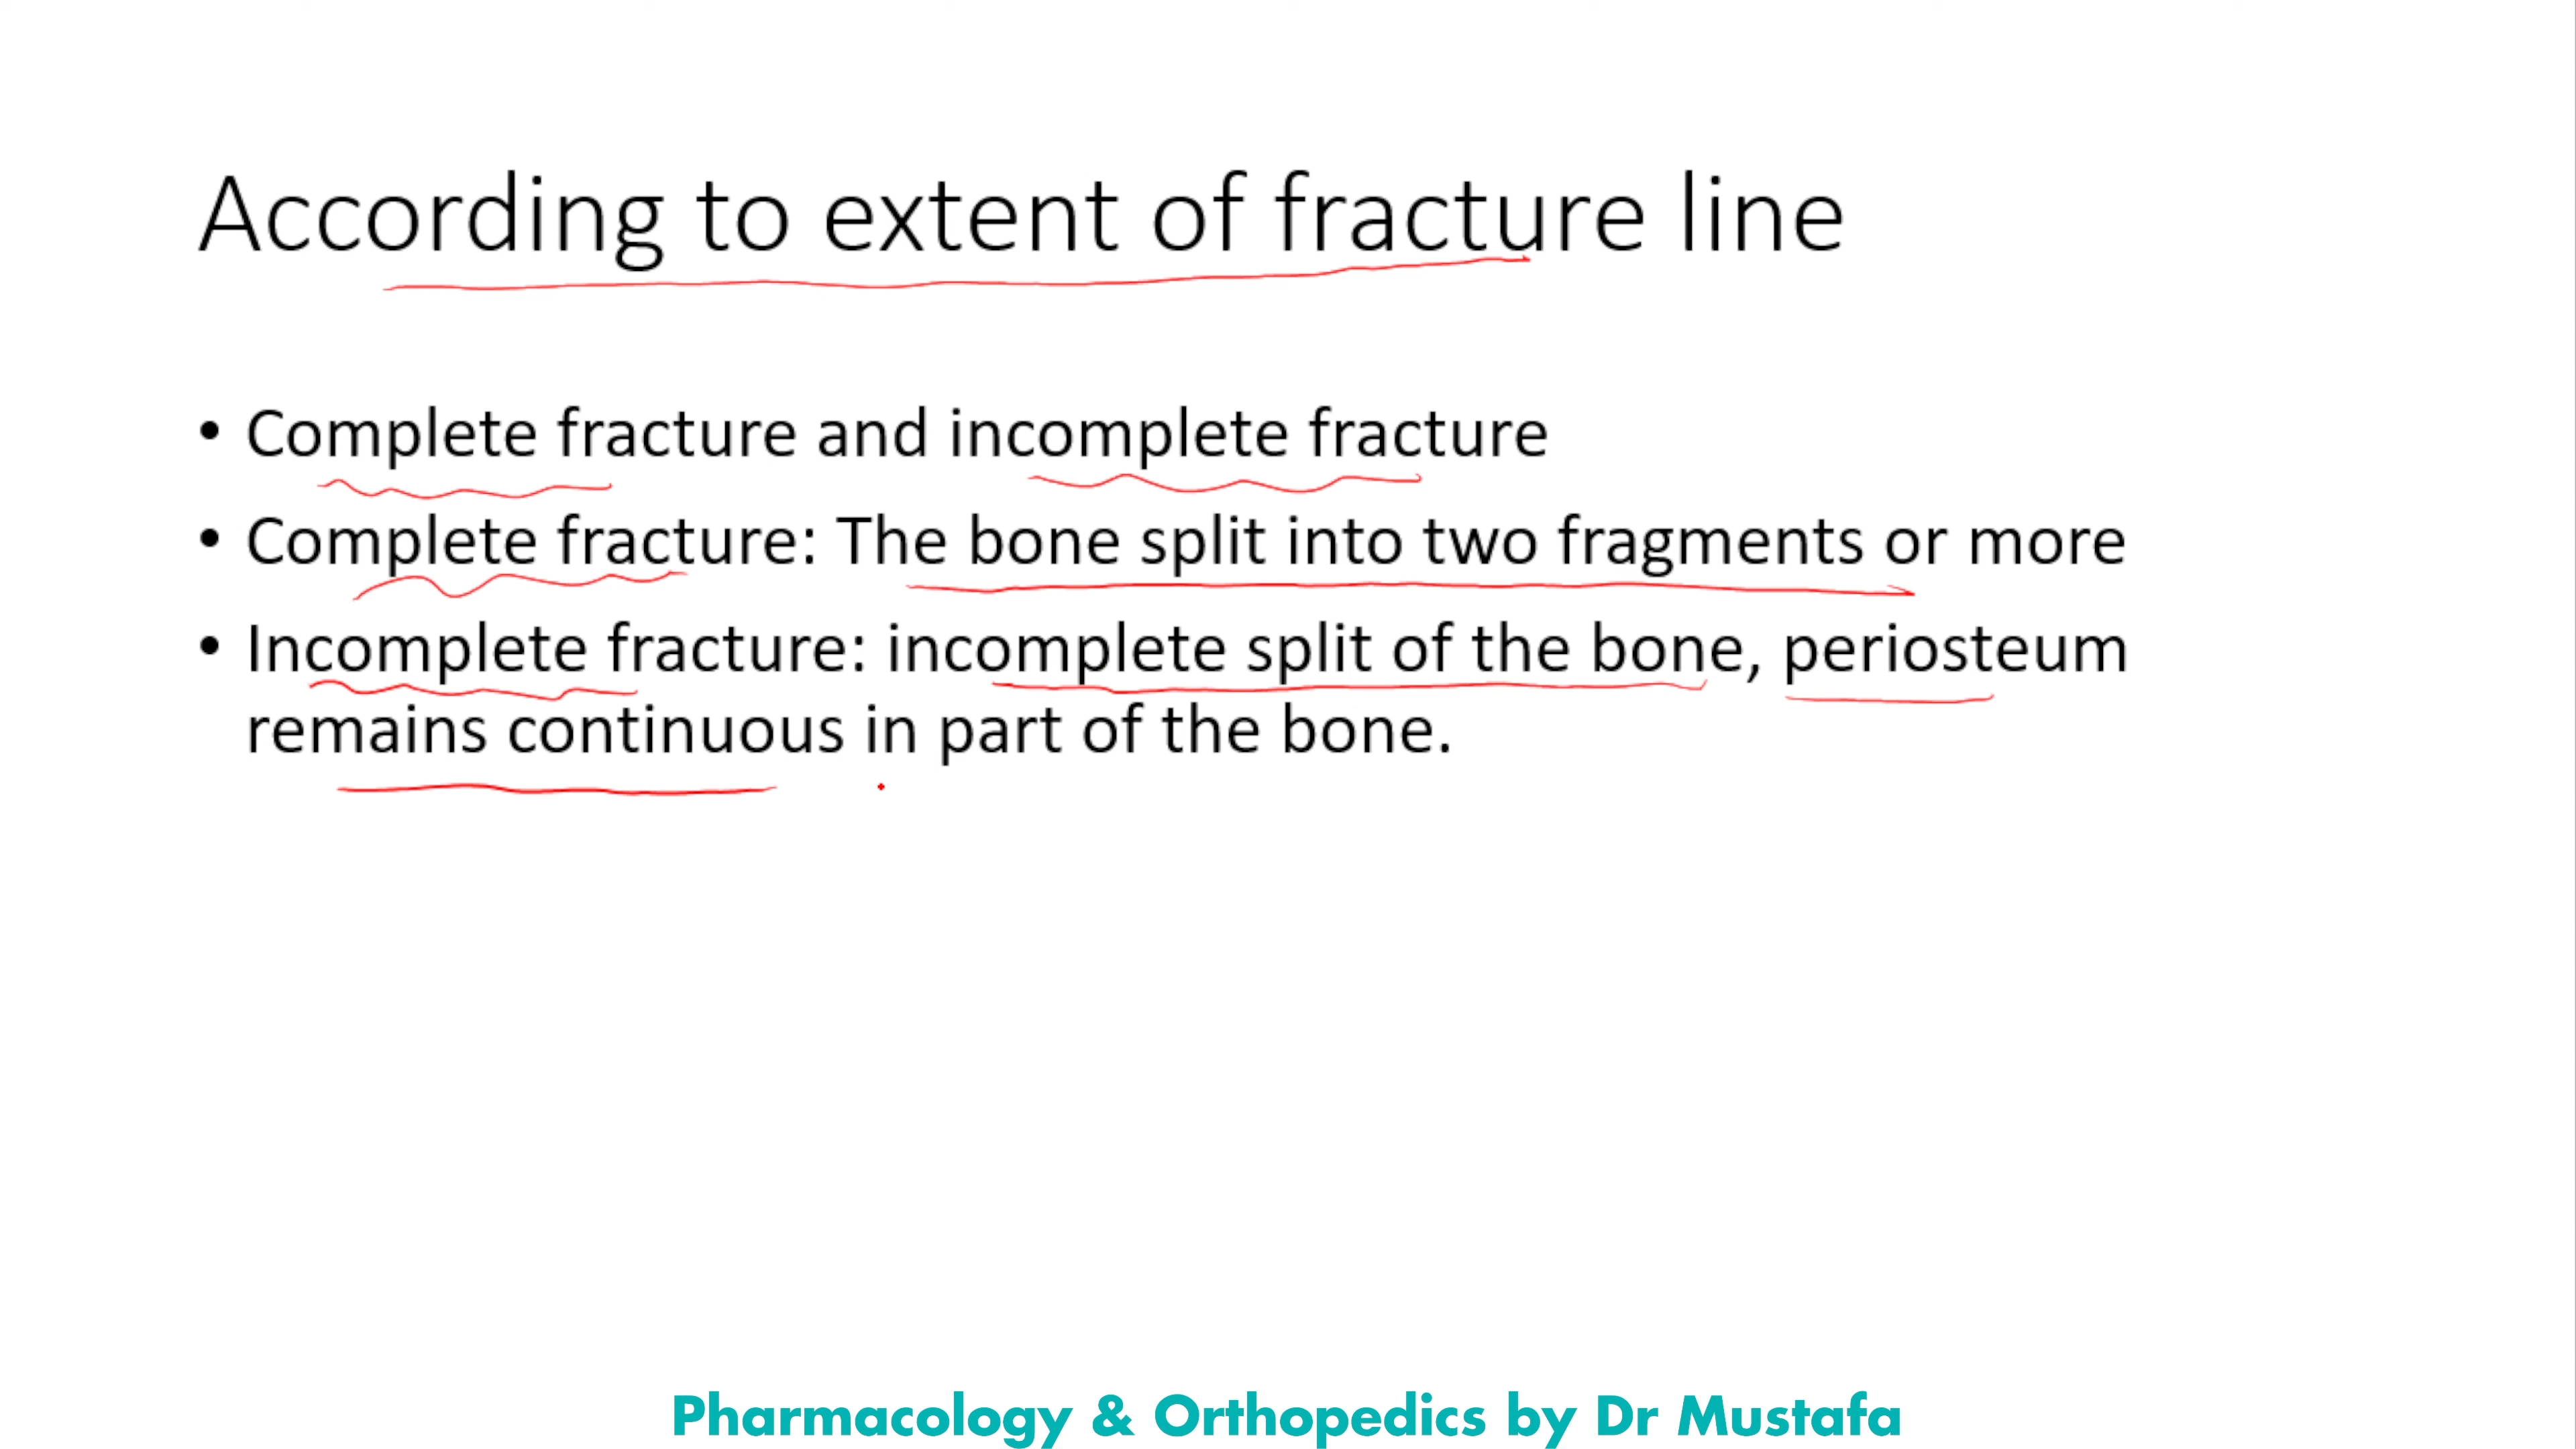 According to extent of fracture line
• Complete fracture and incomplete fracture
• Complete fracture: The bone split into two fragments or more
• Incomplete fracture: incomplete split of the bone, periosteum
remains continuous in part of the bone.
Pharmacology & Orthopedics by Dr Mustafa